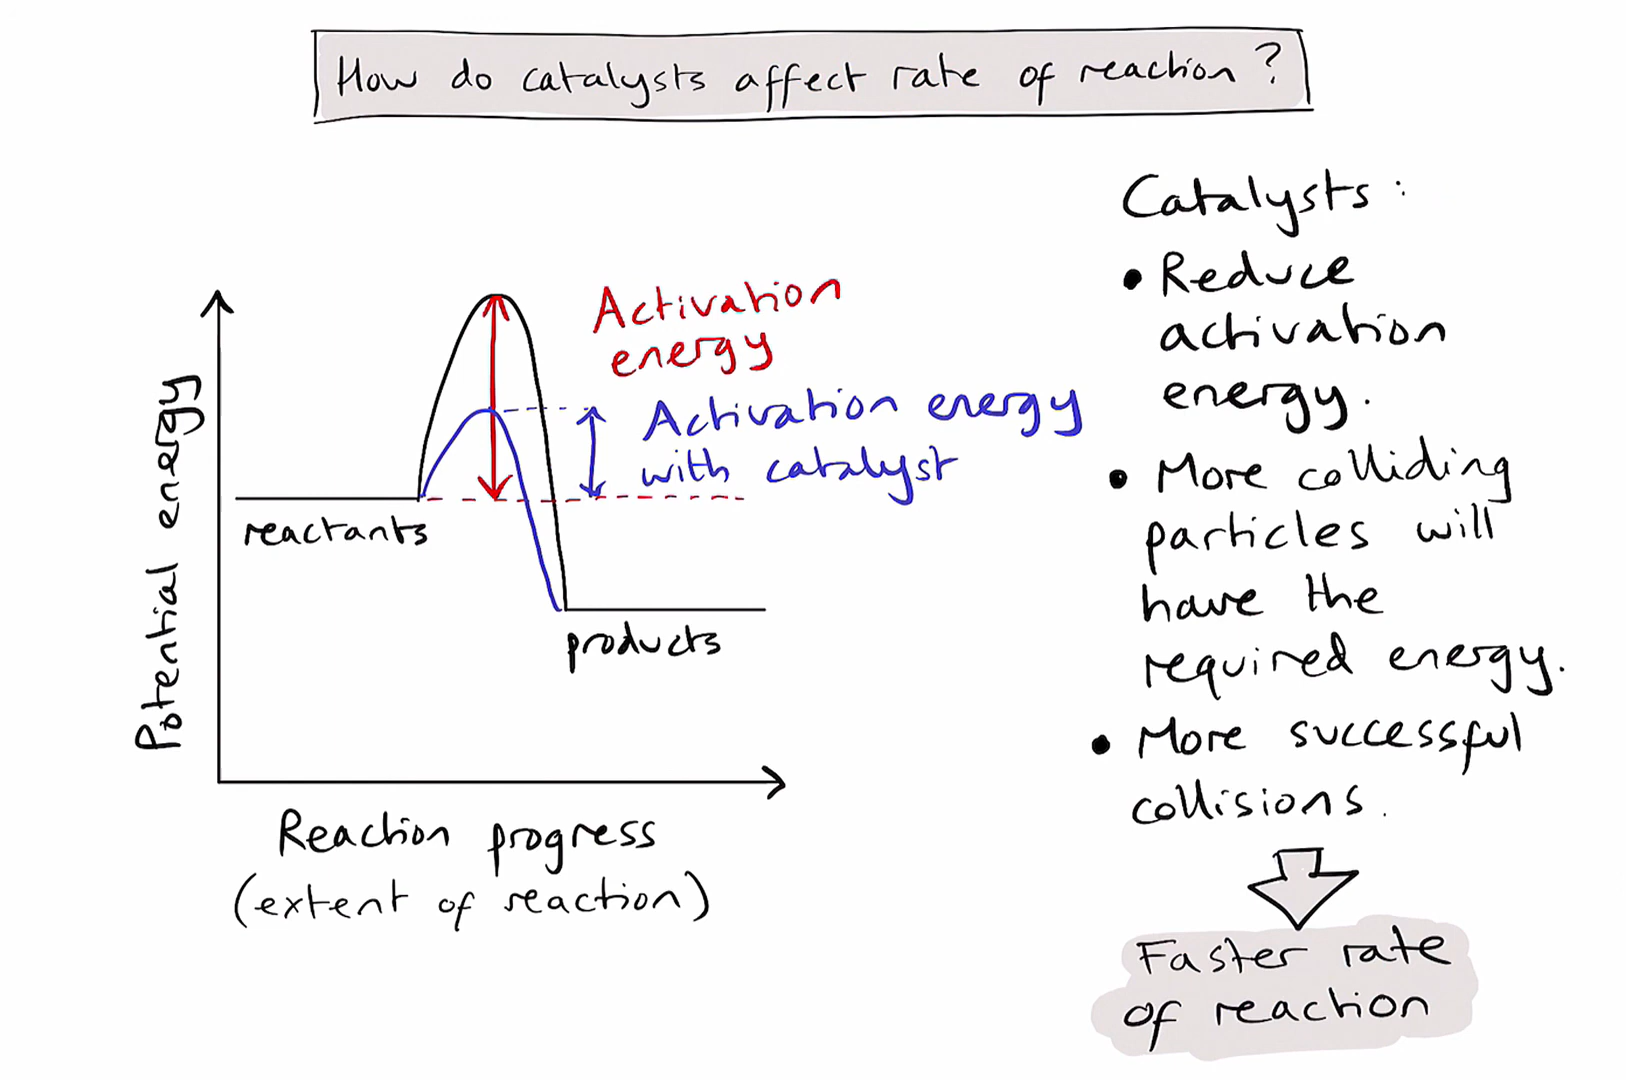 How do catalysts affect rate of reaction ?
Potential energy
Activation
energy
Activation energy
with catalyst
reactants
products
Reaction progress
(extent of reaction)
Catalysts :
• Reduce
activation
energy.
• More colliding
particles will
have the
required energy.
• More successful
collisions.
Faster rate
of reaction